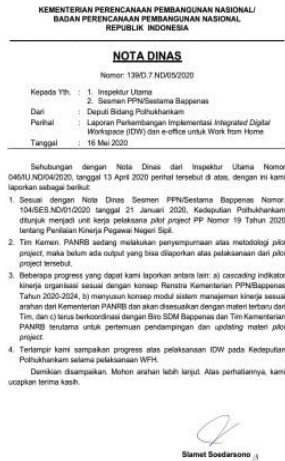 KEMENTERIAN PERENCANAAN PEMBANGUNAN NASIONAL/
BADAN PERENCANAAN PEMBANGUNAN NASIONAL
REPUBLIK INDONESIA
NOTA DINAS
Nomor: 139/D.7.ND/05/2020
Kepada Yth. : 1. Inspektur Utama
2. Sesmen PPN/Sestama Bappenas
Dari : Deputi Bidang Polhukhankam
Perihal : Laporan Perkembangan Implementasi Integrated Digital
Workspace (IDW) dan e-office untuk Work from Home
Tanggal : 16 Mei 2020
Sehubungan dengan Nota Dinas dari Inspektur Utama Nomor
046/IU.ND/04/2020, tanggal 13 April 2020 perihal tersebut di atas, dengan ini kami
laporkan sebagai berikut:
1. Sesuai dengan Nota Dinas Sesmen PPN/Sestama Bappenas Nomor.
104/SES.ND/01/2020 tanggal 21 Januari 2020, Kedeputian Polhukhankam
ditunjuk menjadi unit kerja pelaksana pilot project PP Nomor 19 Tahun 2020
tentang Penilaian Kinerja Pegawai Negeri Sipil.
2. Tim Kemen. PANRB sedang melakukan penyempurnaan atas metodologi pilot
project, maka belum ada output yang bisa dilaporkan atas pelaksanaan dari pilot
project tersebut.
3. Beberapa progress yang dapat kami laporkan antara lain: a) cascading indikator
kinerja organisasi sesuai dengan konsep Renstra Kementerian PPN/Bappenas
Tahun 2020-2024, b) menyusun konsep modul sistem manajemen kinerja sesuai
arahan dari Kementerian PANRB dan akan disesuaikan dengan materi terbaru dari
Tim, dan c) terus berkoordinasi dengan Biro SDM Bappenas dan Tim Kementerian
PANRB terutama untuk pertemuan pendampingan dan updating materi pilot
project.
4. Terlampir kami sampaikan progress atas pelaksanaan IDW pada Kedeputian
Polhukhankam selama pelaksanaan WFH.
Demikian disampaikan. Mohon arahan lebih lanjut. Atas perhatiannya, kami
ucapkan terima kasih.
Slamet Soedarsono